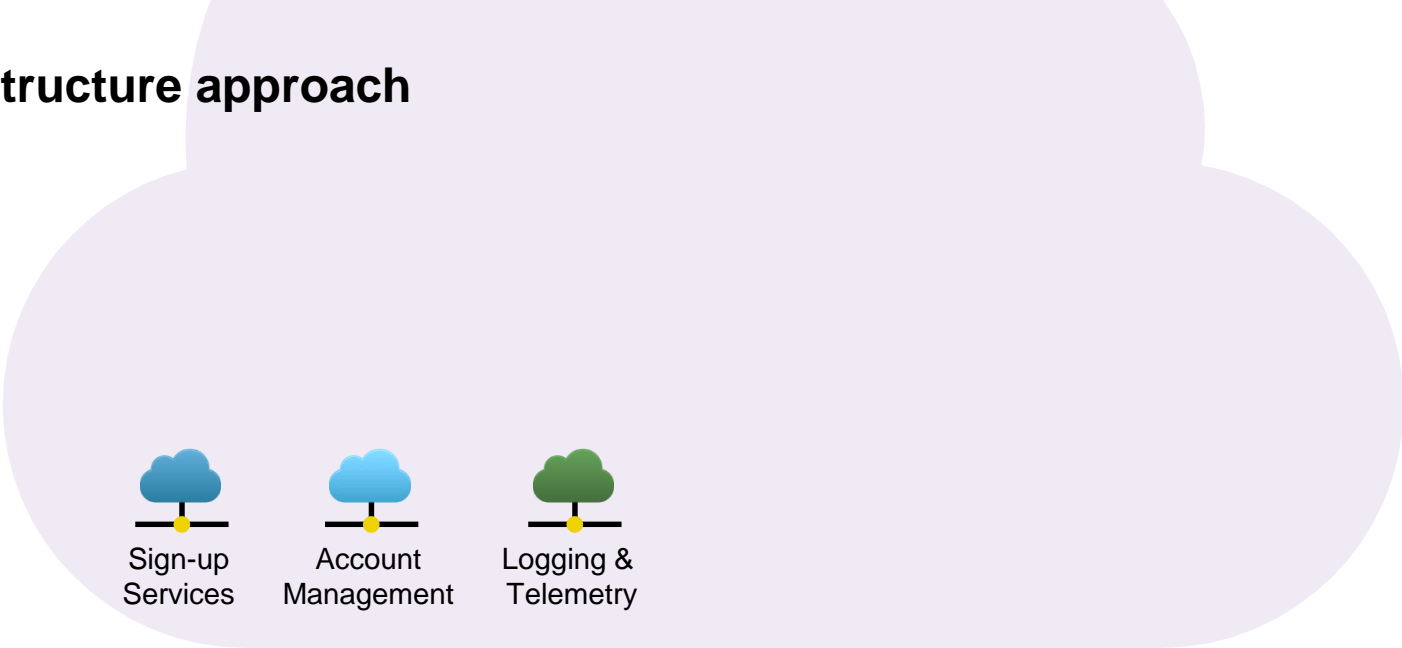 tructure approach
Sign-up
Services
Account
Management
Logging &
Telemetry